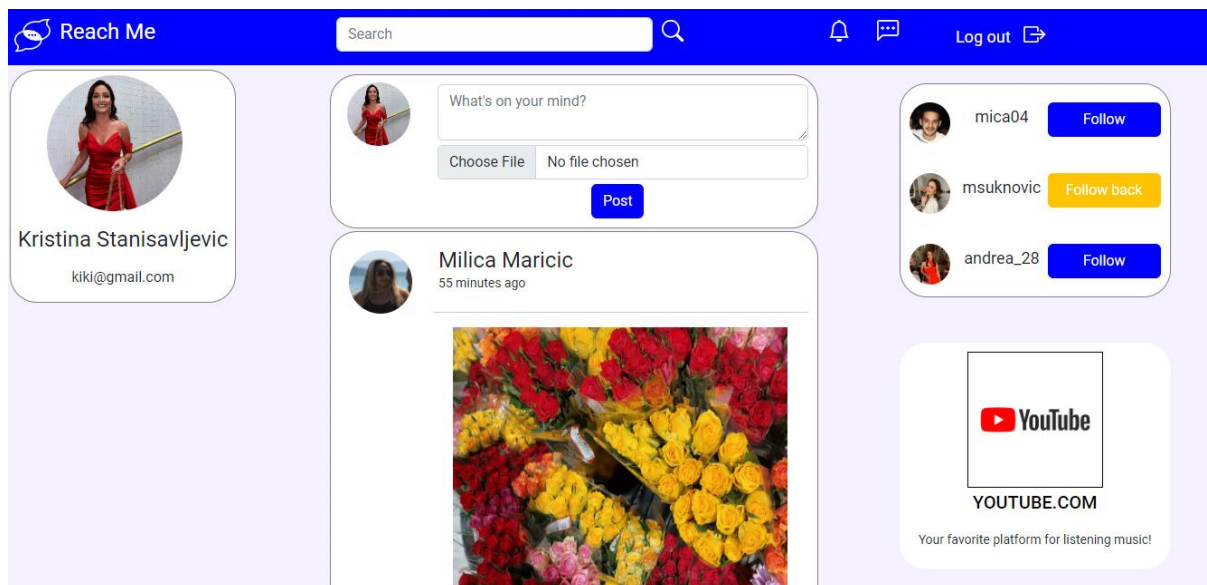 Reach Me
Search
Log out
Kristina Stanisavljevic
kiki@gmail.com
What's on your mind?
Choose File No file chosen
Post
Milica Maricic
55 minutes ago
mica04 Follow
msuknovic Follow back
andrea_28 Follow
YouTube
YOUTUBE.COM
Your favorite platform for listening music!